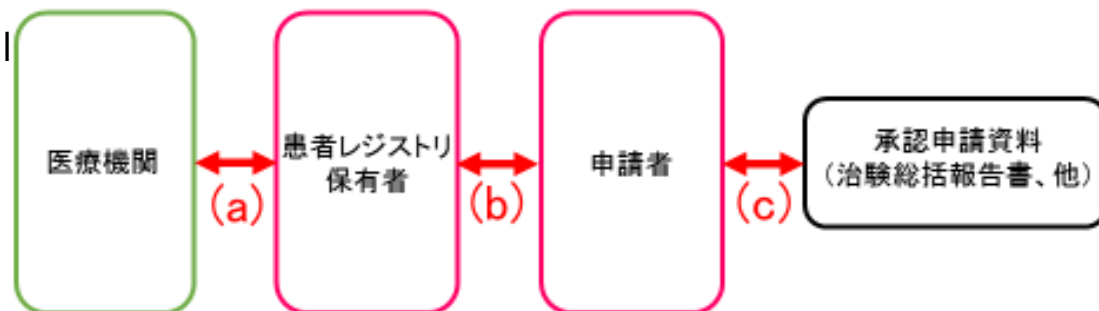 医療機関
(a)
患者レジストリ
保有者
(b)
申請者
(c)
承認申請資料
(治験総括報告書、他)